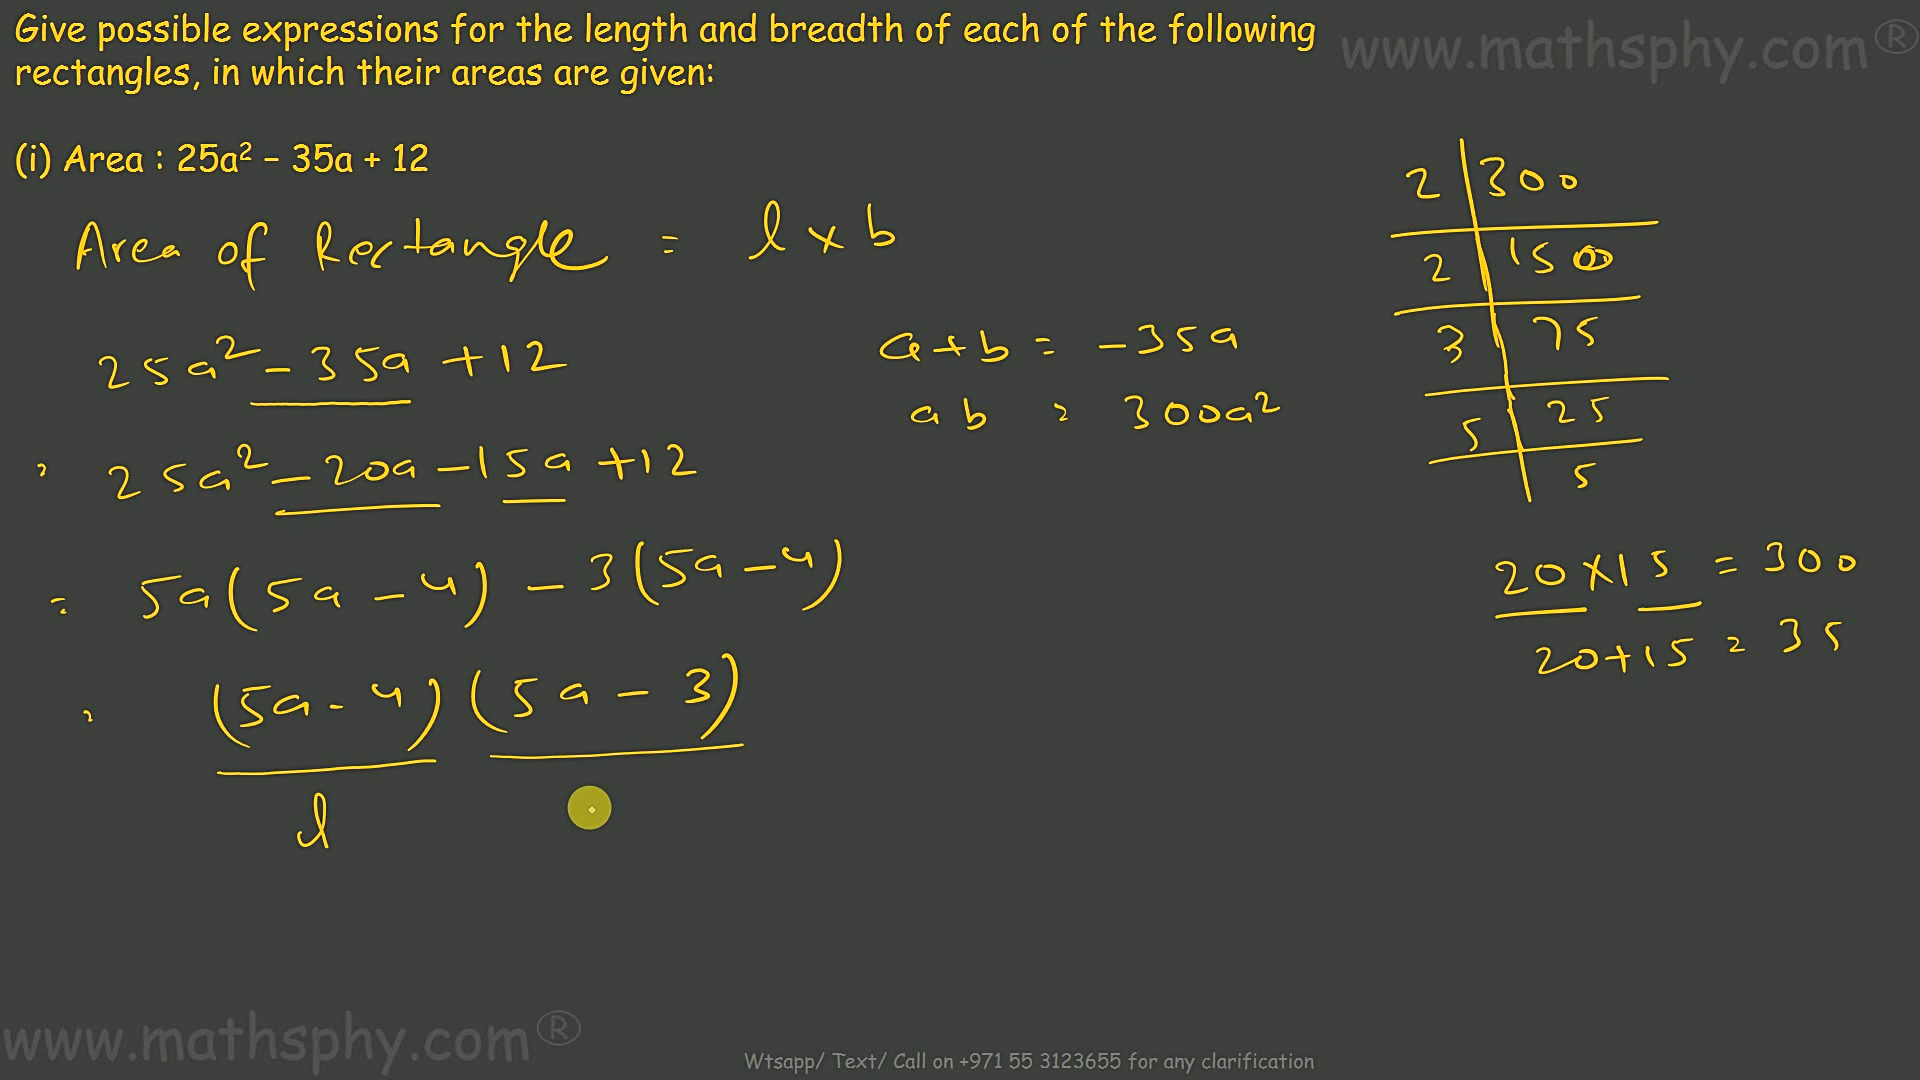 Give possible expressions for the length and breadth of each of the following
rectangles, in which their areas are given:
www.mathsphy.com®
(i) Area : 25a² – 35a + 12
Area of Rectangle = l × b
25a² - 35a + 12
= 25a² - 20a - 15a + 12
= 5a(5a - 4) - 3(5a - 4)
= (5a - 4)(5a - 3)
l
a + b = -35a
ab = 300a²
2 | 300
2 | 150
3 | 75
5 | 25
5
20 × 15 = 300
20 + 15 = 35
www.mathsphy.com®
Wtsapp/ Text/ Call on +971 55 3123655 for any clarification